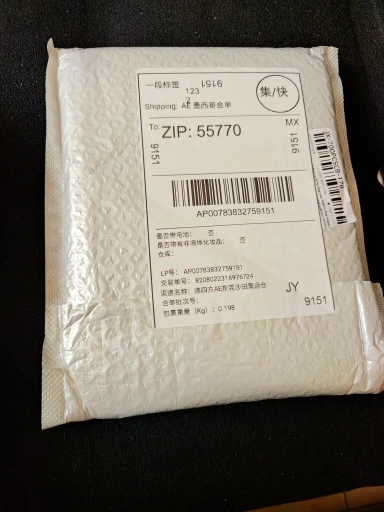 一段标签
9151
集/快
123
2
Shipping: AE 墨西哥合单
To:
ZIP: 55770
MX
9151
9151
AP00783832759151
是否带电池： 否
是否带有非液体化妆品： 否
仓库：
LP号： AP00783832759151
交易单号： 8208022316975724
渠道名称：德四方AE东莞沙田集运仓
合单批次号：
包裹重量（Kg）：0.198
JY
9151